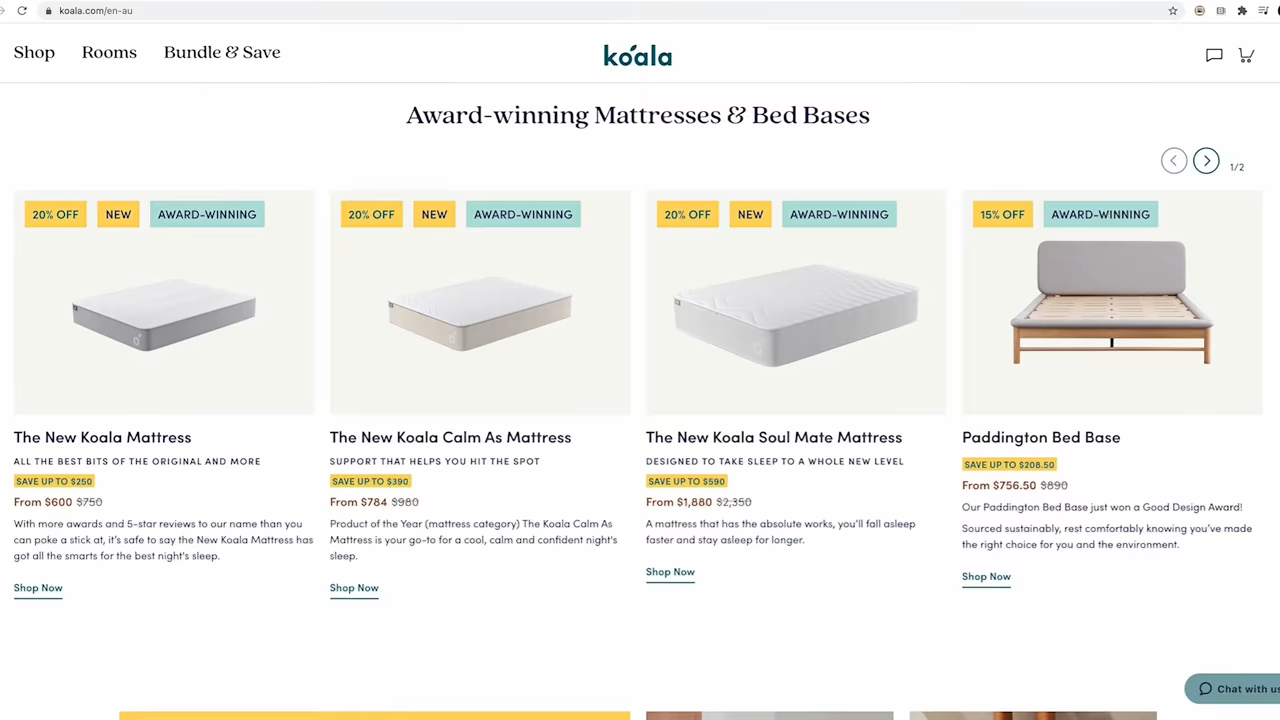 koala.com/en-au
Shop Rooms Bundle & Save
koala
Award-winning Mattresses & Bed Bases
1/2
20% OFF NEW AWARD-WINNING
The New Koala Mattress
ALL THE BEST BITS OF THE ORIGINAL AND MORE
SAVE UP TO $250
From $600 $750
With more awards and 5-star reviews to our name than you
can poke a stick at, it's safe to say the New Koala Mattress has
got all the smarts for the best night's sleep.
Shop Now
20% OFF NEW AWARD-WINNING
The New Koala Calm As Mattress
SUPPORT THAT HELPS YOU HIT THE SPOT
SAVE UP TO $390
From $784 $980
Product of the Year (mattress category) The Koala Calm As
Mattress is your go-to for a cool, calm and confident night's
sleep.
Shop Now
20% OFF NEW AWARD-WINNING
The New Koala Soul Mate Mattress
DESIGNED TO TAKE SLEEP TO A WHOLE NEW LEVEL
SAVE UP TO $590
From $1,880 $2,350
A mattress that has the absolute works, you'll fall asleep
faster and stay asleep for longer.
Shop Now
15% OFF AWARD-WINNING
Paddington Bed Base
SAVE UP TO $208.50
From $756.50 $890
Our Paddington Bed Base just won a Good Design Award!
Sourced sustainably, rest comfortably knowing you've made
the right choice for you and the environment.
Shop Now
Chat with us